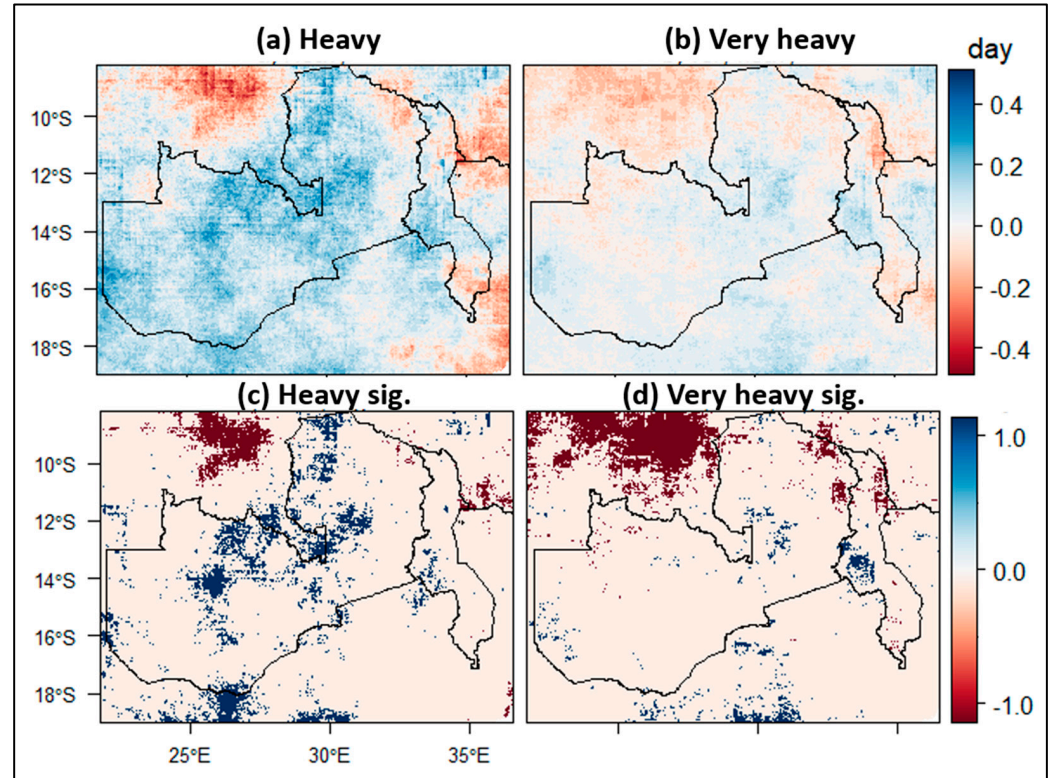 (a) Heavy
(b) Very heavy
day
10°S
12°S
14°S
16°S
18°S
0.4
0.2
0.0
-0.2
-0.4
(c) Heavy sig.
(d) Very heavy sig.
10°S
12°S
14°S
16°S
18°S
1.0
0.0
-1.0
25°E
30°E
35°E